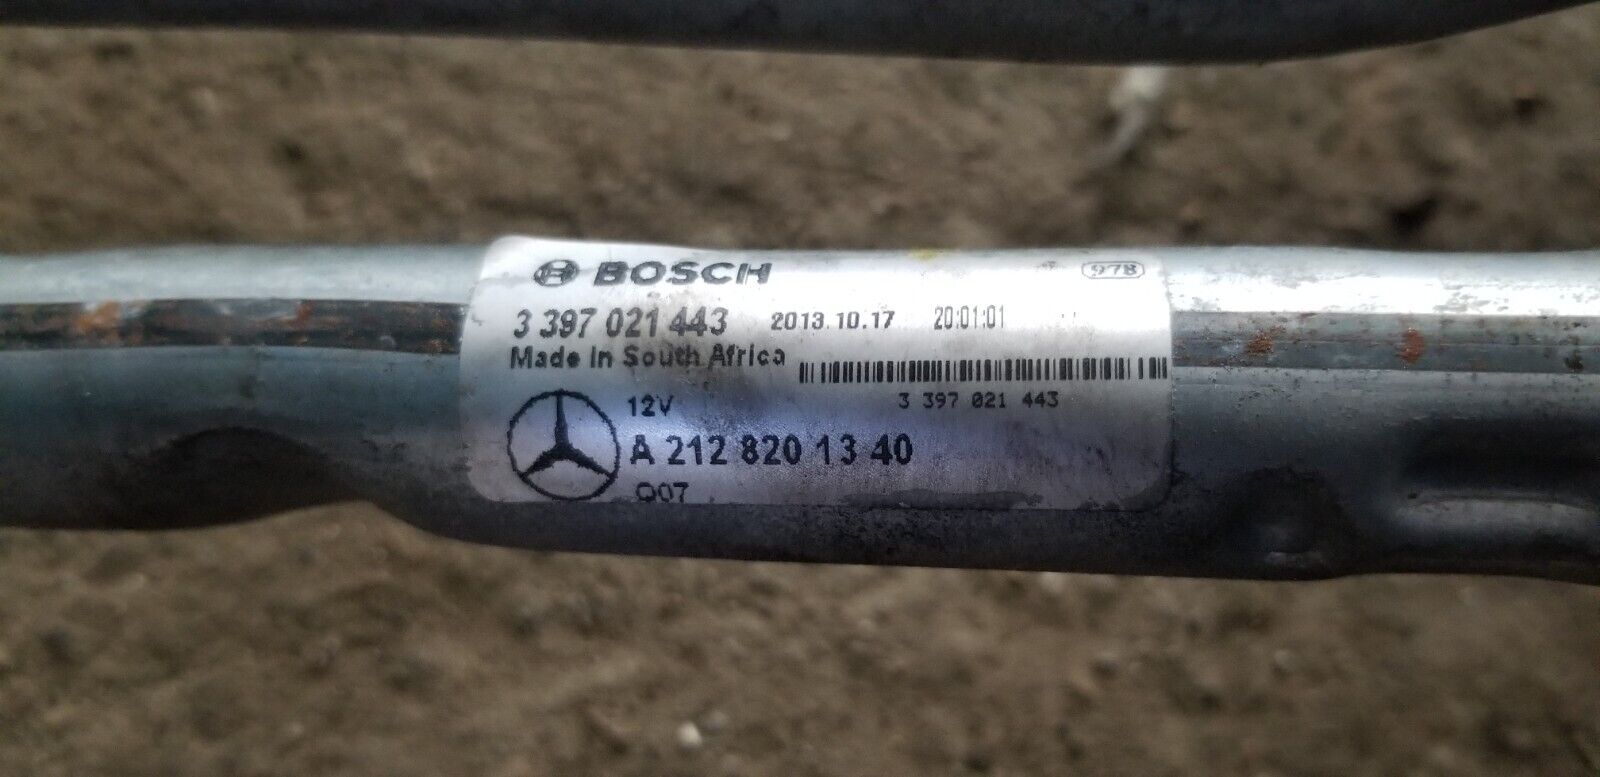 BOSCH 978
3 397 021 443 2013.10.17 20:01:01
Made in South Africa
12V 3 397 021 443
A 212 820 13 40
Q07